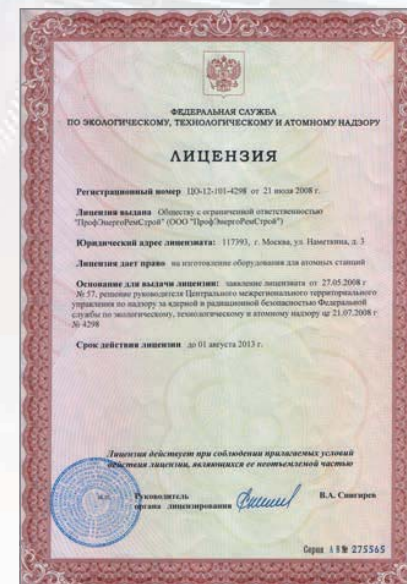 ФЕДЕРАЛЬНАЯ СЛУЖБА
ПО ЭКОЛОГИЧЕСКОМУ, ТЕХНОЛОГИЧЕСКОМУ И АТОМНОМУ НАДЗОРУ
ЛИЦЕНЗИЯ
Регистрационный номер ЦО-12-101-4298 от 21 июля 2008 г.
Лицензия выдана Обществу с ограниченной ответственностью
"ПрофЭнергоРемСтрой" (ООО "ПрофЭнергоРемСтрой")
Юридический адрес лицензиата: 117393, г. Москва, ул. Наметкина, д. 3
Лицензия дает право на изготовление оборудования для атомных станций
Основание для выдачи лицензии: заявление лицензиата от 27.05.2008 г
№ 57, решение руководителя Центрального межрегионального территориального
управления по надзору за ядерной и радиационной безопасностью Федеральной
службы по экологическому, технологическому и атомному надзору от 21.07.2008 г
№ 4298
Срок действия лицензии до 01 августа 2013 г.
Лицензия действует при соблюдении прилагаемых условий
действия лицензии, являющихся ее неотъемлемой частью
Руководитель
органа лицензирования В.А. Снигирев
Серия А В № 275565